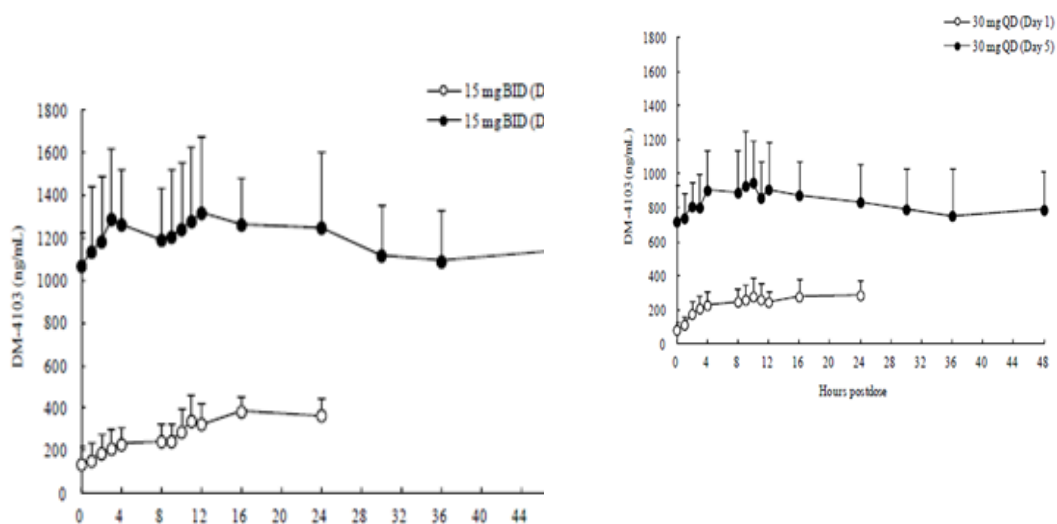 15 mg BID (D
15 mg BID (D
DM-4103 (ng/mL)
1800
1600
1400
1200
1000
800
600
400
200
0
0 4 8 12 16 20 24 28 32 36 40 44
30 mg QD (Day 1)
30 mg QD (Day 5)
DM-4103 (ng/mL)
1800
1600
1400
1200
1000
800
600
400
200
0
0 4 8 12 16 20 24 28 32 36 40 44 48
Hours postdose